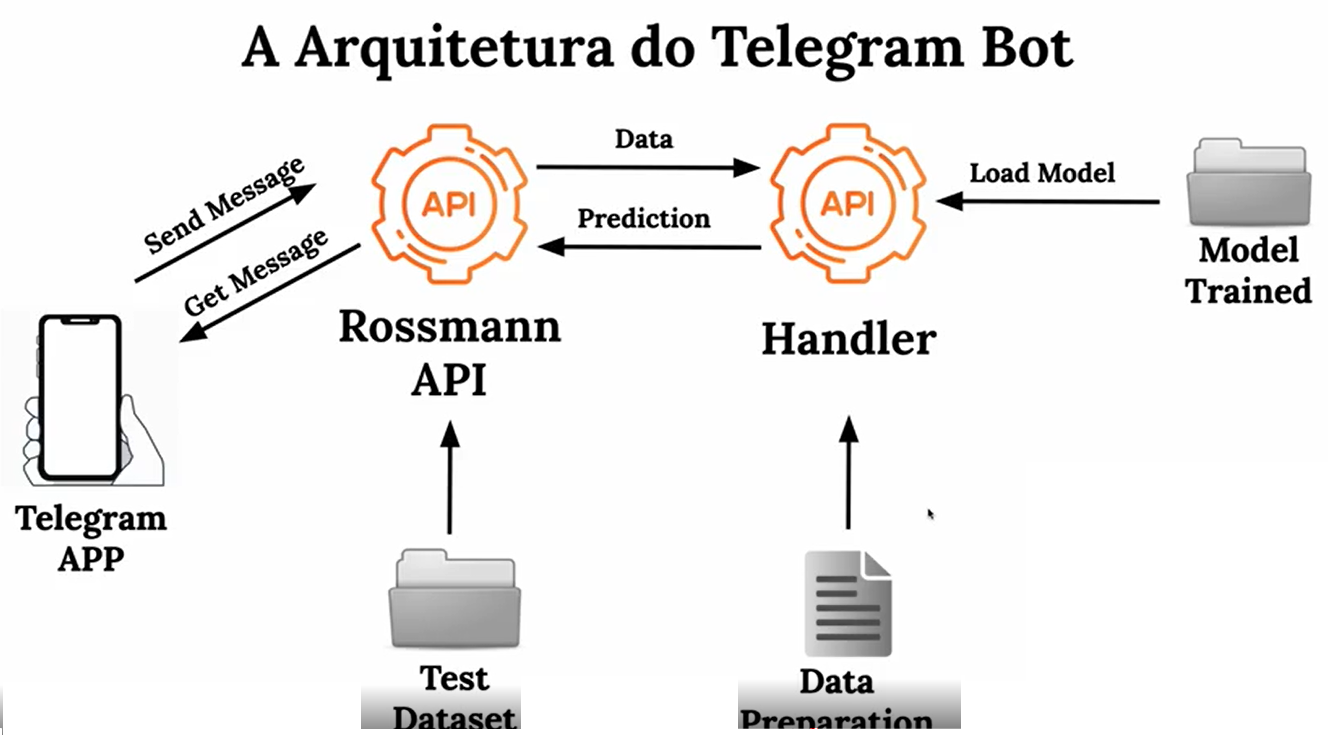 A Arquitetura do Telegram Bot
Send Message
Get Message
API
Data
Prediction
API
Load Model
Model
Trained
Rossmann
API
Handler
Telegram
APP
Test
Dataset
Data
Preparation